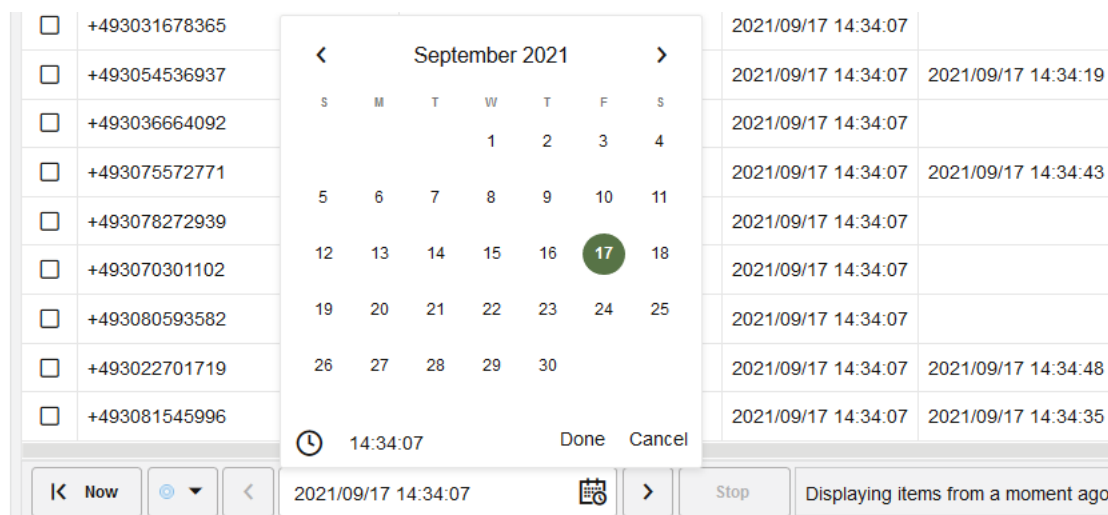 +493031678365 2021/09/17 14:34:07
+493054536937 2021/09/17 14:34:07 2021/09/17 14:34:19
+493036664092 2021/09/17 14:34:07
+493075572771 2021/09/17 14:34:07 2021/09/17 14:34:43
+493078272939 2021/09/17 14:34:07
+493070301102 2021/09/17 14:34:07
+493080593582 2021/09/17 14:34:07
+493022701719 2021/09/17 14:34:07 2021/09/17 14:34:48
+493081545996 2021/09/17 14:34:07 2021/09/17 14:34:35
September 2021
S M T W T F S
1 2 3 4
5 6 7 8 9 10 11
12 13 14 15 16 17 18
19 20 21 22 23 24 25
26 27 28 29 30
14:34:07 Done Cancel
Now 2021/09/17 14:34:07 Stop Displaying items from a moment ago